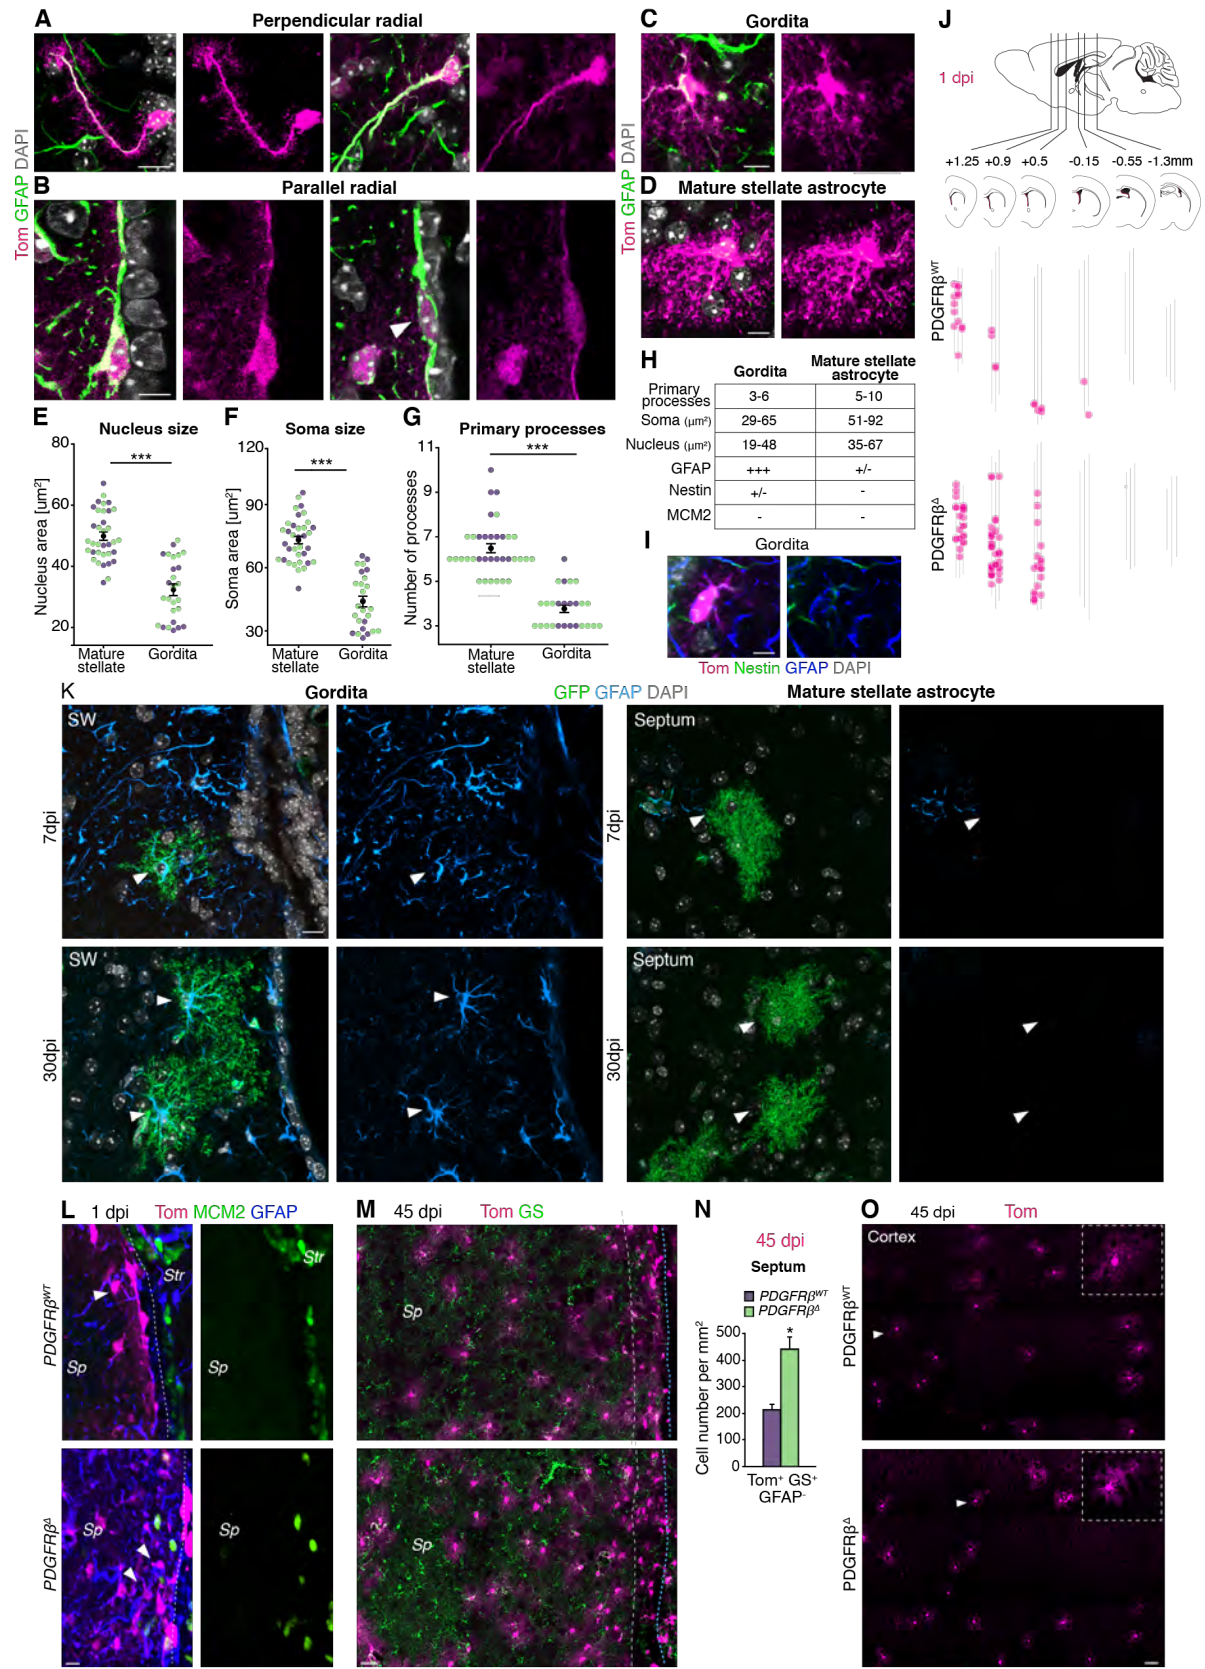 A
Perpendicular radial
Tom GFAP DAPI
B
Parallel radial
C
Gordita
Tom GFAP DAPI
D
Mature stellate astrocyte
E
Nucleus size
***
Nucleus area [um²]
80
60
40
20
Mature
stellate
Gordita
F
Soma size
***
Soma area [um²]
120
90
60
30
Mature
stellate
Gordita
G
Primary processes
***
Number of processes
11
9
7
5
3
Mature
stellate
Gordita
H
Gordita
Mature stellate
astrocyte
Primary
processes
3-6
5-10
Soma (μm²)
29-65
51-92
Nucleus (μm²)
19-48
35-67
GFAP
+++
+/-
Nestin
+/-
-
MCM2
-
-
I
Gordita
Tom Nestin GFAP DAPI
J
1 dpi
+1.25 +0.9 +0.5 -0.15 -0.55 -1.3mm
PDGFRβWT
PDGFRβΔ
K
Gordita
GFP GFAP DAPI
Mature stellate astrocyte
7dpi
SW
7dpi
Septum
30dpi
SW
30dpi
Septum
L
1 dpi
Tom MCM2 GFAP
PDGFRβWT
Sp
Str
Sp
Str
PDGFRβΔ
Sp
Sp
M
45 dpi
Tom GS
Sp
Sp
N
45 dpi
Septum
PDGFRβWT
PDGFRβΔ
Cell number per mm²
500
400
300
200
100
0
*
Tom⁺ GS⁺
GFAP⁻
O
45 dpi
Tom
PDGFRβWT
Cortex
PDGFRβΔ